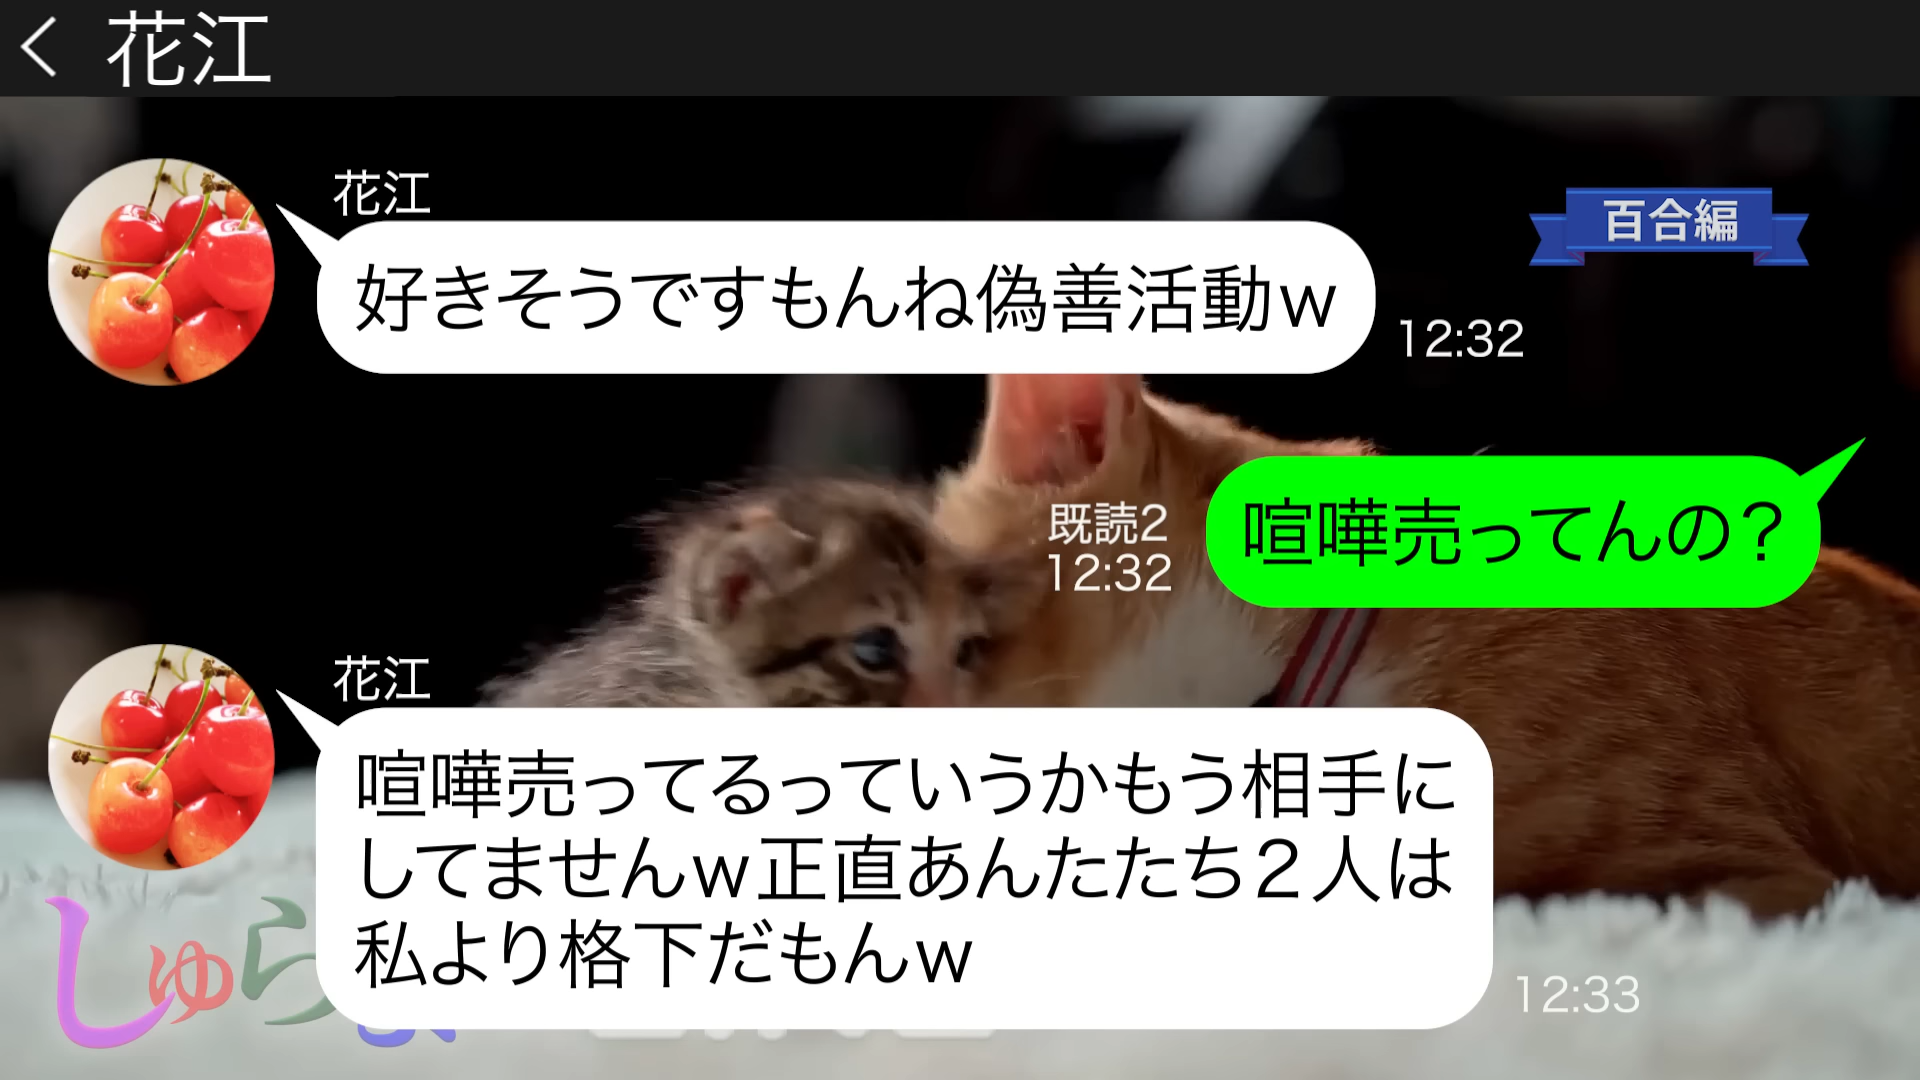 花江
花江
百合編
好きそうですもんね偽善活動ｗ
12:32
喧嘩売ってんの？
既読2
12:32
花江
喧嘩売ってるっていうかもう相手に
してませんｗ正直あんたたち２人は
私より格下だもんｗ
12:33
しゅら